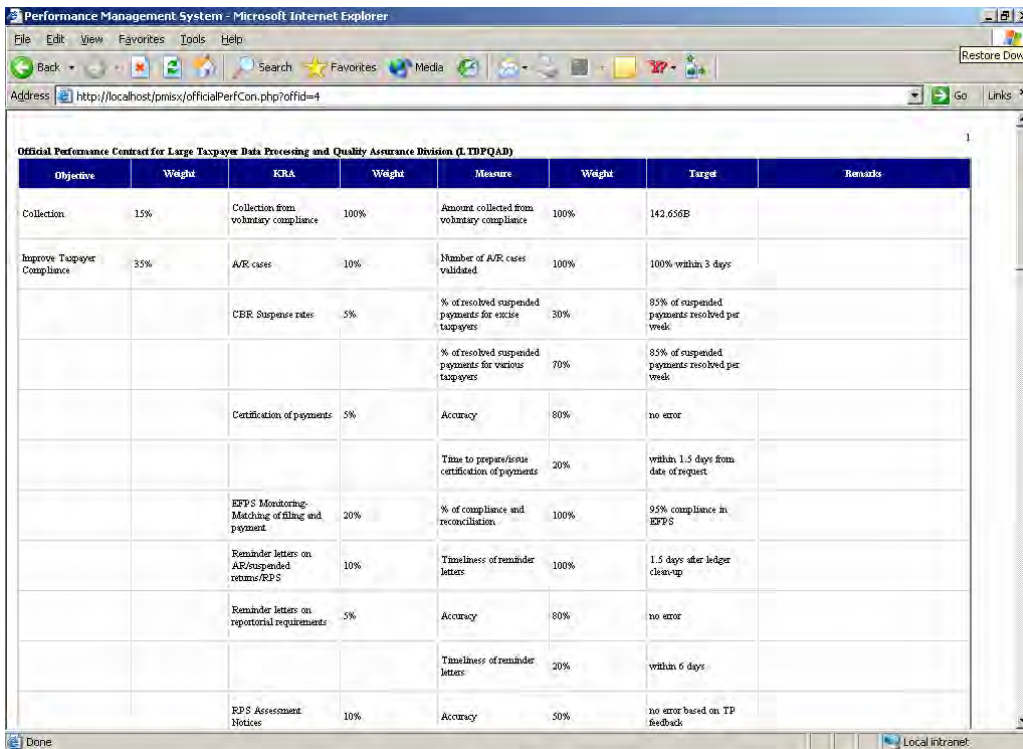 Performance Management System - Microsoft Internet Explorer
File Edit View Favorites Tools Help
Back Search Favorites Media
Restore Dow
Address http://localhost/pmisx/officialPerfCon.php?offid=4 Go Links
1
Official Performance Contract for Large Taxpayer Data Processing and Quality Assurance Division (LTDPQAD)
Objective Weight KRA Weight Measure Weight Target Remarks
Collection 15% Collection from voluntary compliance 100% Amount collected from voluntary compliance 100% 142.656B
Improve Taxpayer Compliance 35% A/R cases 10% Number of A/R cases validated 100% 100% within 3 days
CBR Suspense rates 5% % of resolved suspended payments for excise taxpayers 30% 85% of suspended payments resolved per week
% of resolved suspended payments for various taxpayers 70% 85% of suspended payments resolved per week
Certification of payments 5% Accuracy 80% no error
Time to prepare/issue certification of payments 20% within 1.5 days from date of request
EFPS Monitoring-Matching of filing and payment 20% % of compliance and reconciliation 100% 95% compliance in EFPS
Reminder letters on AR/suspended returns/RPS 10% Timeliness of reminder letters 100% 1.5 days after ledger clean-up
Reminder letters on reportorial requirements 5% Accuracy 80% no error
Timeliness of reminder letters 20% within 6 days
RPS Assessment Notices 10% Accuracy 50% no error based on TP feedback
Done Local intranet